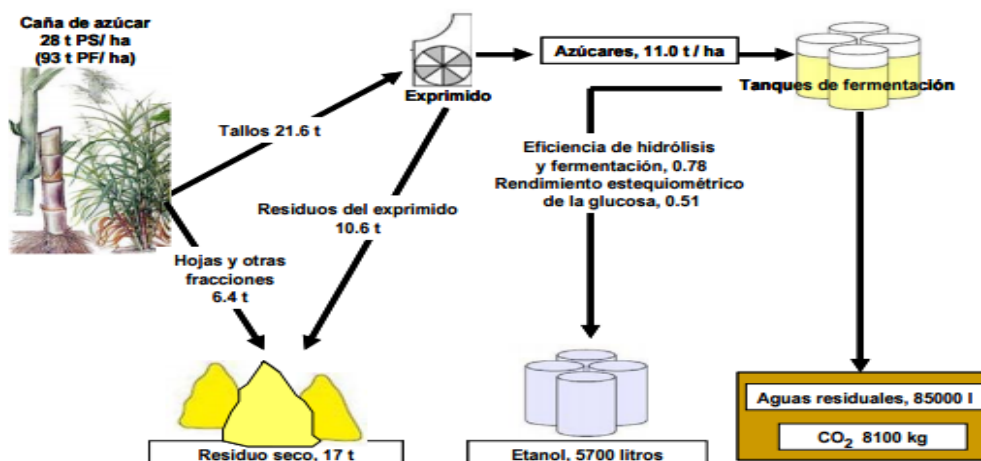 Caña de azúcar
28 t PS/ ha
(93 t PF/ ha)
Exprimido
Azúcares, 11.0 t / ha
Tanques de fermentación
Tallos 21.6 t
Eficiencia de hidrólisis
y fermentación, 0.78
Rendimiento estequiométrico
de la glucosa, 0.51
Residuos del exprimido
10.6 t
Hojas y otras
fracciones
6.4 t
Residuo seco, 17 t
Etanol, 5700 litros
Aguas residuales, 85000 l
CO₂ 8100 kg